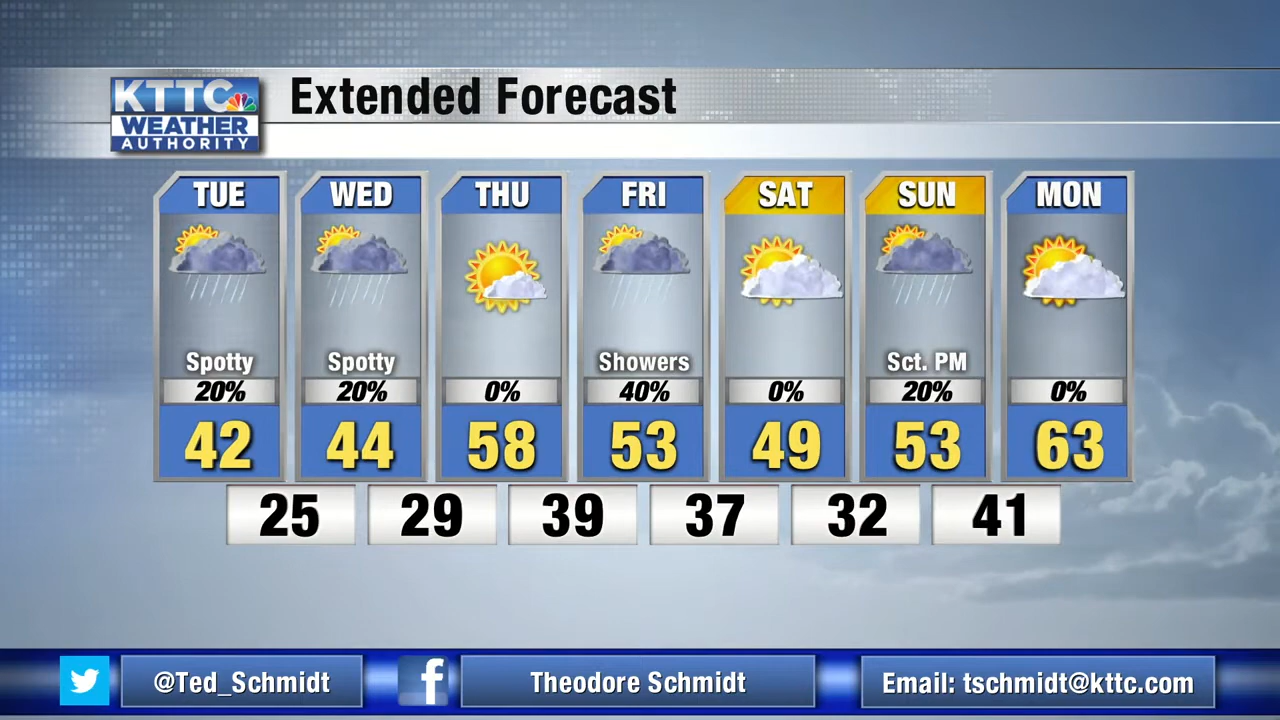 KTTC
WEATHER
AUTHORITY
Extended Forecast
TUE WED THU FRI SAT SUN MON
Spotty Spotty Showers Sct. PM
20% 20% 0% 40% 0% 20% 0%
42 44 58 53 49 53 63
25 29 39 37 32 41
@Ted_Schmidt f Theodore Schmidt Email: tschmidt@kttc.com